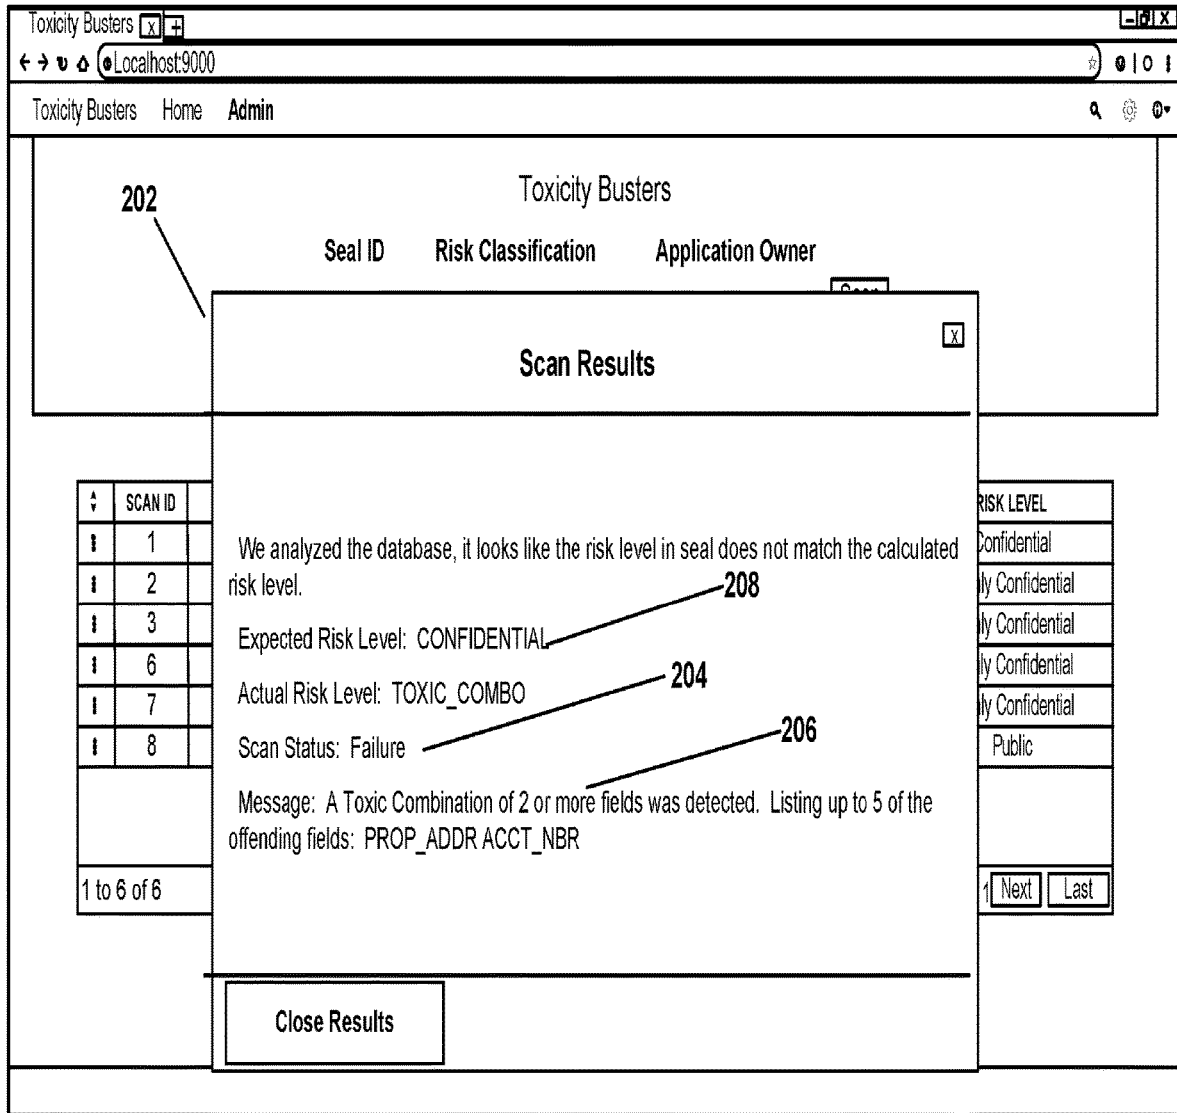 Toxicity Busters X +
Localhost:9000
Toxicity Busters Home Admin
202
Toxicity Busters
Seal ID Risk Classification Application Owner
X
Scan Results
SCAN ID RISK LEVEL
1 Confidential
2 Confidential
3 Confidential
6 Confidential
7 Confidential
8 Public
We analyzed the database, it looks like the risk level in seal does not match the calculated
risk level.
208
Expected Risk Level: CONFIDENTIAL
204
Actual Risk Level: TOXIC_COMBO
206
Scan Status: Failure
Message: A Toxic Combination of 2 or more fields was detected. Listing up to 5 of the
offending fields: PROP_ADDR ACCT_NBR
1 to 6 of 6 1 Next Last
Close Results